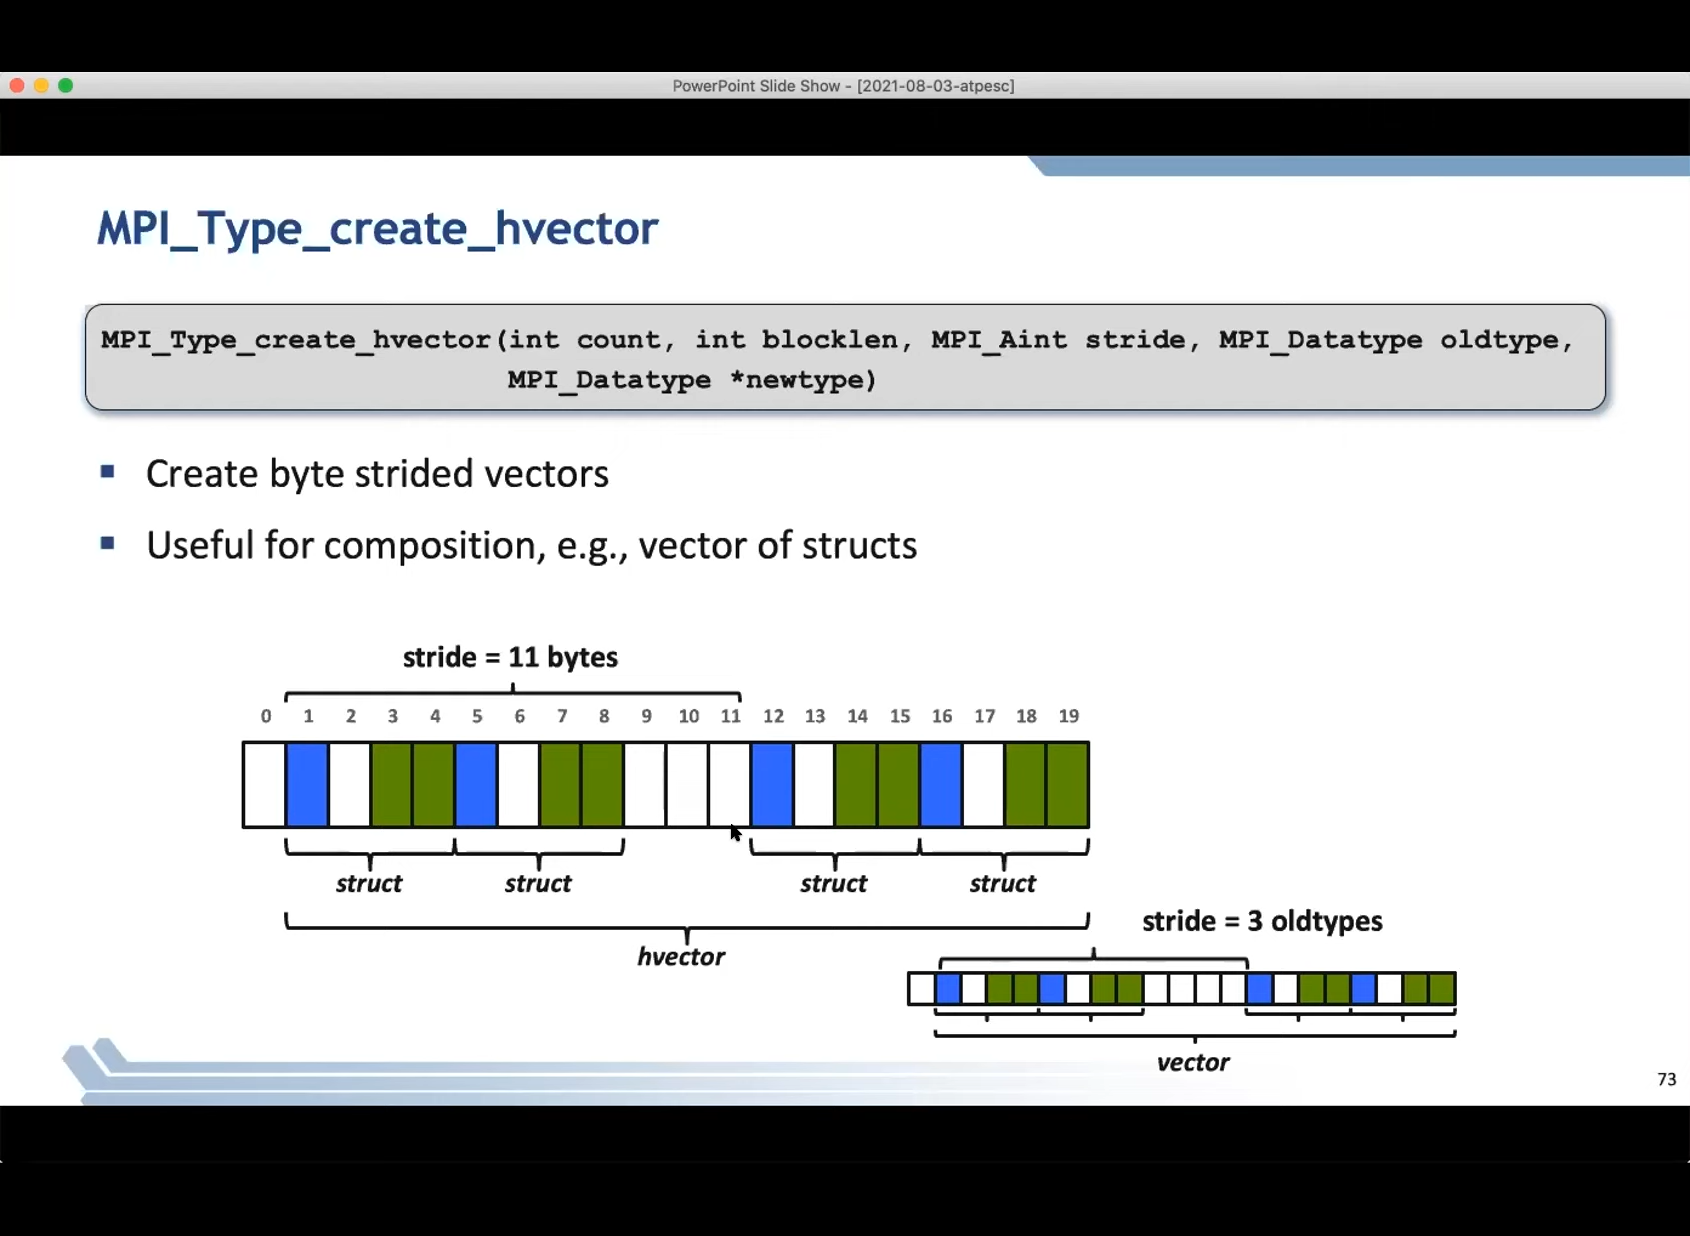 PowerPoint Slide Show - [2021-08-03-atpesc]
MPI_Type_create_hvector
MPI_Type_create_hvector(int count, int blocklen, MPI_Aint stride, MPI_Datatype oldtype,
MPI_Datatype *newtype)
Create byte strided vectors
Useful for composition, e.g., vector of structs
stride = 11 bytes
0 1 2 3 4 5 6 7 8 9 10 11 12 13 14 15 16 17 18 19
struct struct struct struct
hvector
stride = 3 oldtypes
vector
73